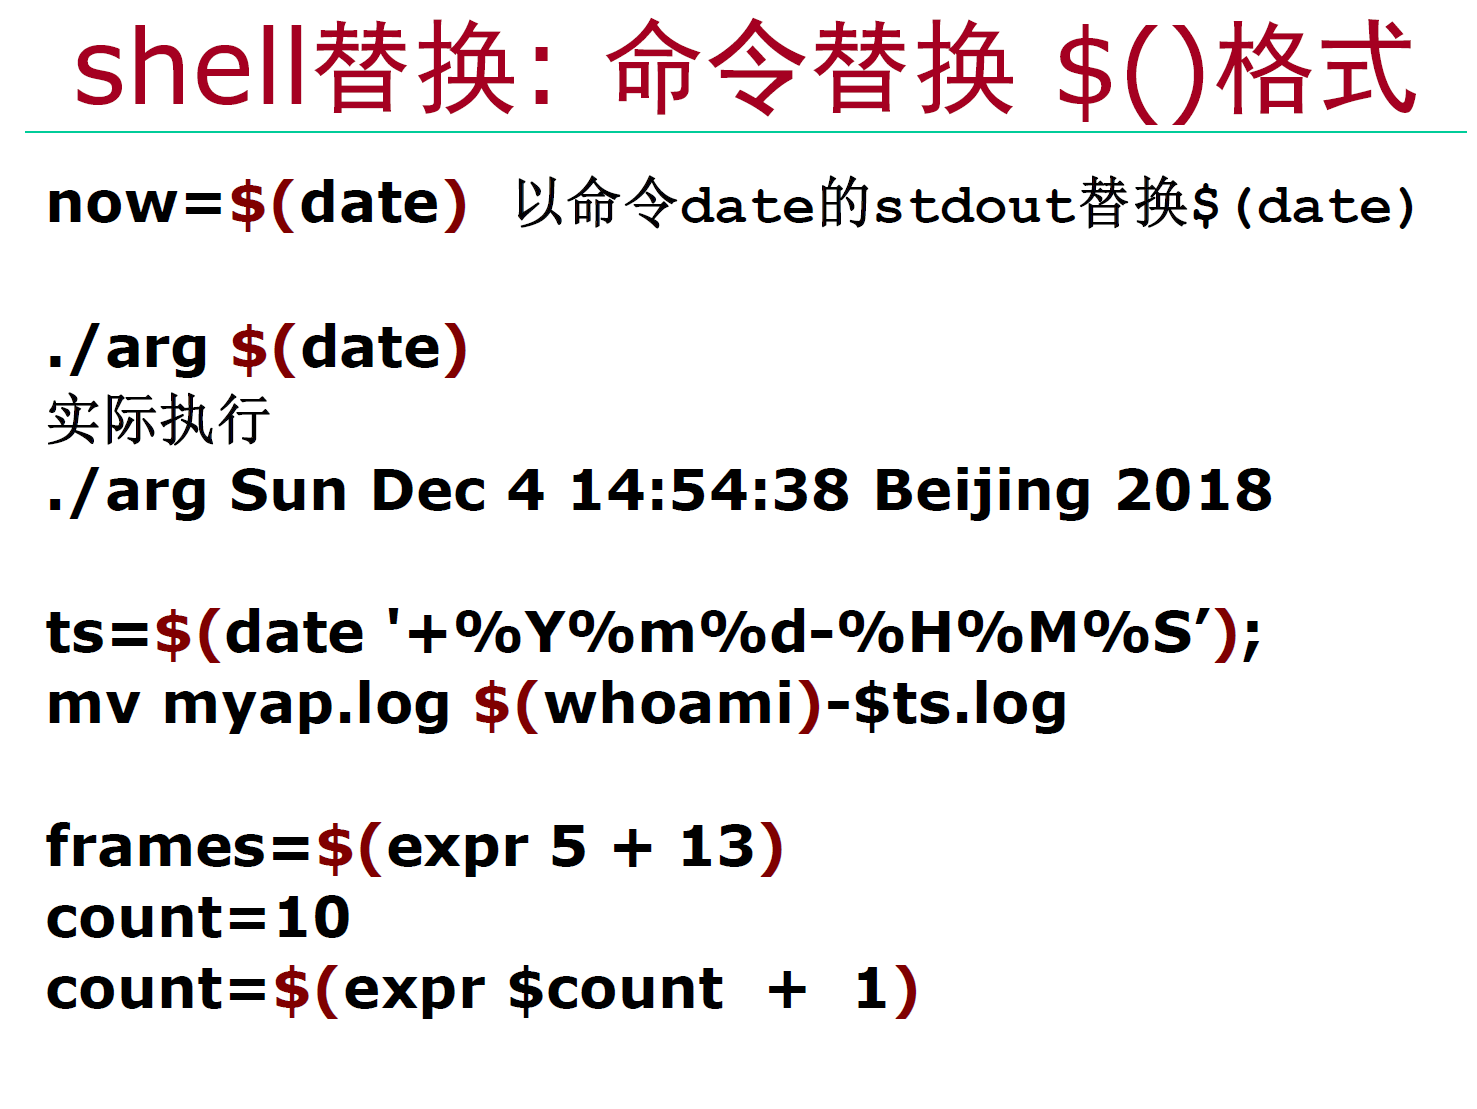 shell替换: 命令替换 $()格式
now=$(date) 以命令date的stdout替换$(date)
./arg $(date)
实际执行
./arg Sun Dec 4 14:54:38 Beijing 2018
ts=$(date '+%Y%m%d-%H%M%S’);
mv myap.log $(whoami)-$ts.log
frames=$(expr 5 + 13)
count=10
count=$(expr $count + 1)